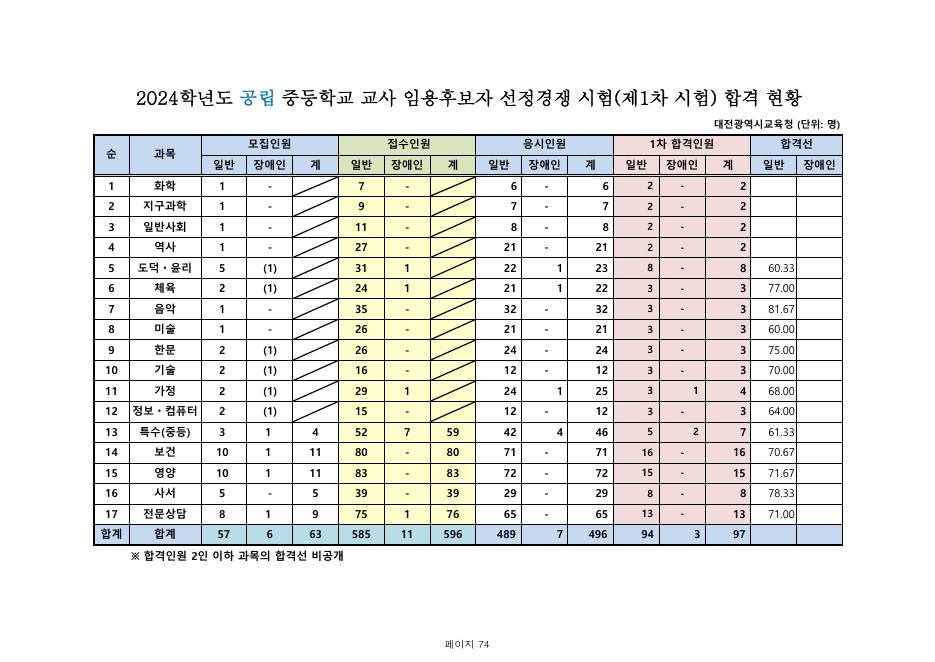 2024학년도 공립 중등학교 교사 임용후보자 선정경쟁 시험(제1차 시험) 합격 현황
대전광역시교육청 (단위: 명)
순 과목 모집인원 접수인원 응시인원 1차 합격인원 합격선
일반 장애인 계 일반 장애인 계 일반 장애인 계 일반 장애인 계 일반 장애인
1 화학 1 - 7 - 6 - 6 2 - 2
2 지구과학 1 - 9 - 7 - 7 2 - 2
3 일반사회 1 - 11 - 8 - 8 2 - 2
4 역사 1 - 27 - 21 - 21 2 - 2
5 도덕·윤리 5 (1) 31 1 22 1 23 8 - 8 60.33
6 체육 2 (1) 24 1 21 1 22 3 - 3 77.00
7 음악 1 - 35 - 32 - 32 3 - 3 81.67
8 미술 1 - 26 - 21 - 21 3 - 3 60.00
9 한문 2 (1) 26 - 24 - 24 3 - 3 75.00
10 기술 2 (1) 16 - 12 - 12 3 - 3 70.00
11 가정 2 (1) 29 1 24 1 25 3 1 4 68.00
12 정보·컴퓨터 2 (1) 15 - 12 - 12 3 - 3 64.00
13 특수(중등) 3 1 4 52 7 59 42 4 46 5 2 7 61.33
14 보건 10 1 11 80 - 80 71 - 71 16 - 16 70.67
15 영양 10 1 11 83 - 83 72 - 72 15 - 15 71.67
16 사서 5 - 5 39 - 39 29 - 29 8 - 8 78.33
17 전문상담 8 1 9 75 1 76 65 - 65 13 - 13 71.00
합계 합계 57 6 63 585 11 596 489 7 496 94 3 97
※ 합격인원 2인 이하 과목의 합격선 비공개
페이지 74